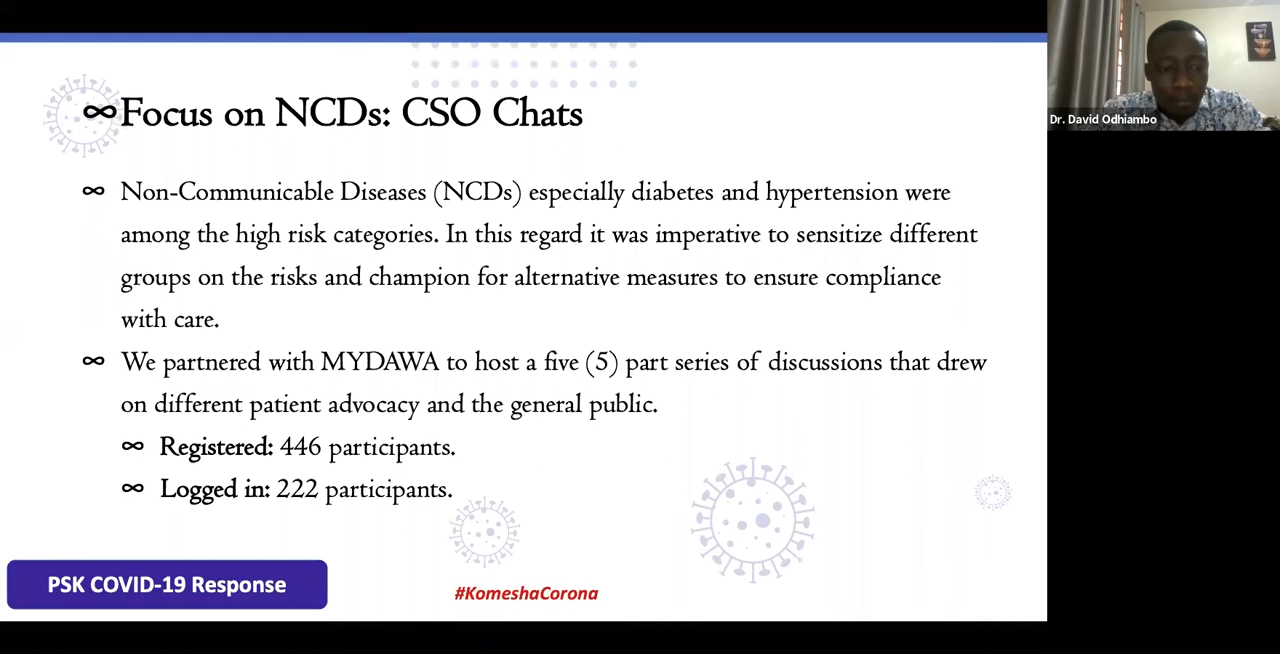 ∞Focus on NCDs: CSO Chats
Dr. David Odhiambo
∞ Non-Communicable Diseases (NCDs) especially diabetes and hypertension were
among the high risk categories. In this regard it was imperative to sensitize different
groups on the risks and champion for alternative measures to ensure compliance
with care.
∞ We partnered with MYDAWA to host a five (5) part series of discussions that drew
on different patient advocacy and the general public.
∞ Registered: 446 participants.
∞ Logged in: 222 participants.
PSK COVID-19 Response
#KomeshaCorona